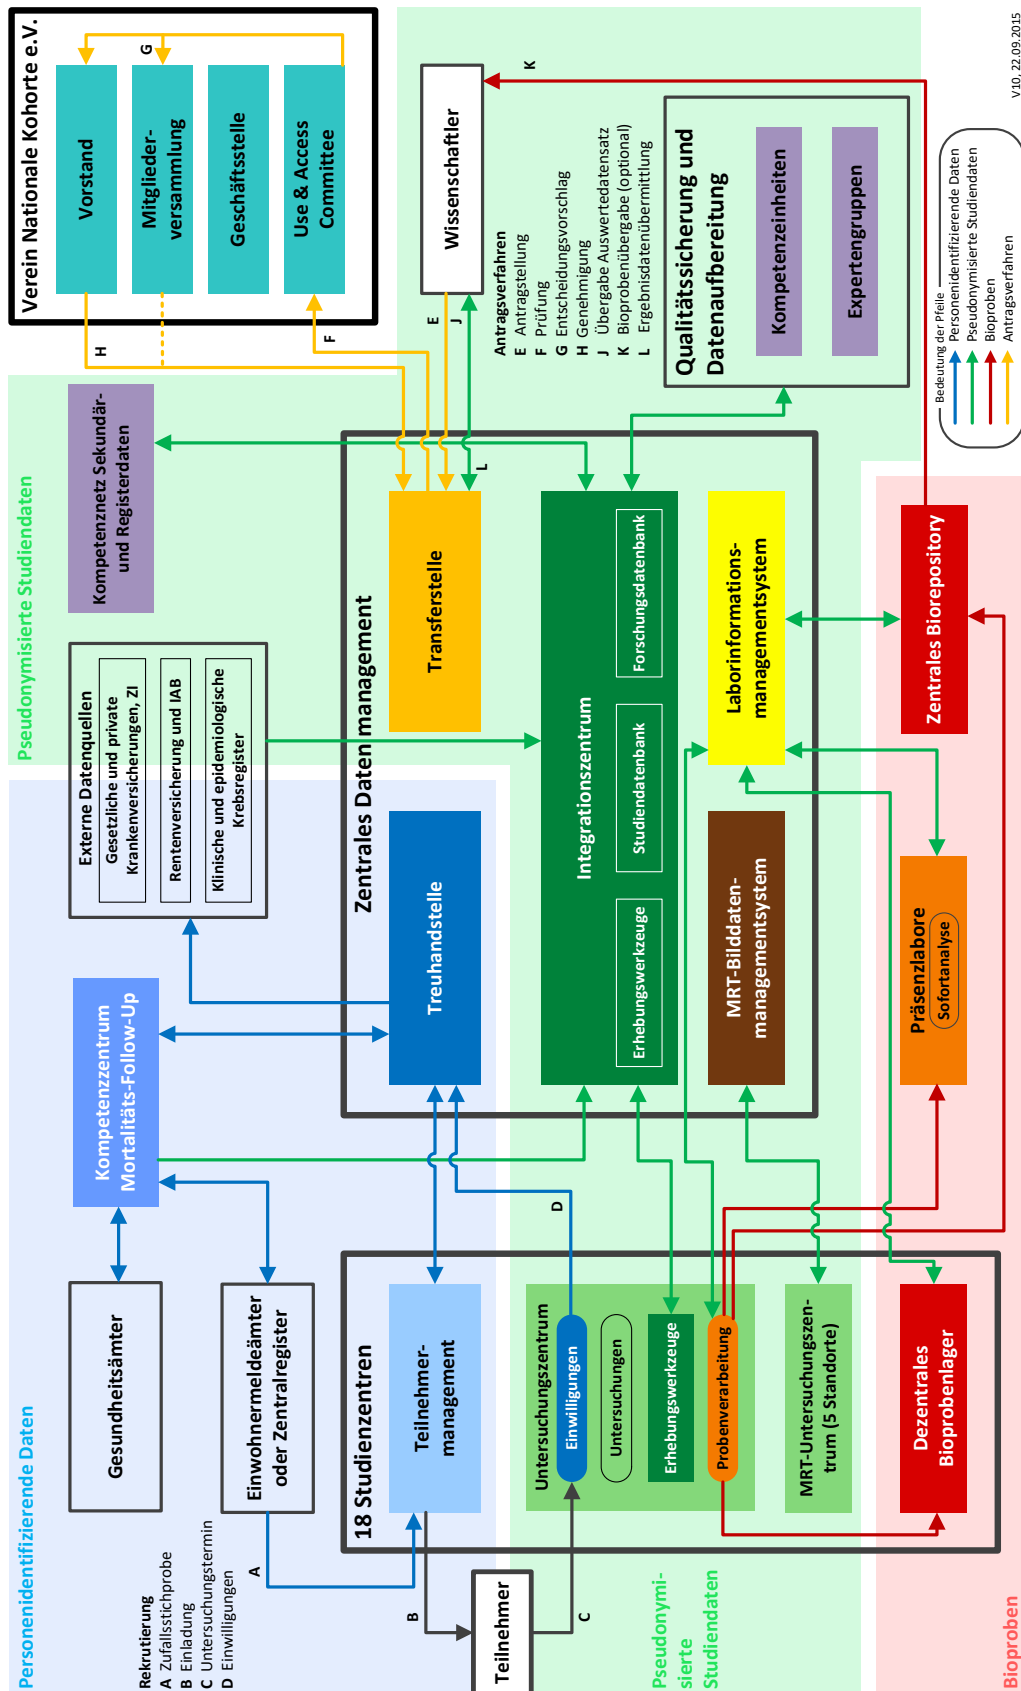 Personenidentifizierende Daten
Pseudonymisierte Studiendaten
Verein Nationale Kohorte e.V.
Rekrutierung
A Zufallsstichprobe
B Einladung
C Untersuchungstermin
D Einwilligungen
Gesundheitsämter
Einwohnermeldeämter
oder Zentralregister
A
Kompetenzzentrum
Mortalitäts-Follow-Up
Externe Datenquellen
Gesetzliche und private
Krankenversicherungen, ZI
Rentenversicherung und IAB
Klinische und epidemiologische
Krebsregister
Kompetenznetz Sekundär-
und Registerdaten
Vorstand
Mitglieder-
versammlung
Geschäftsstelle
Use & Access
Committee
G
H
F
18 Studienzentren
Teilnehmer-
management
B
Teilnehmer
C
Untersuchungszentrum
Einwilligungen
Untersuchungen
Erhebungswerkzeuge
Probenverarbeitung
MRT-Untersuchungszen-
trum (5 Standorte)
Dezentrales
Bioprobenlager
D
Zentrales Daten management
Treuhandstelle
Transferstelle
Integrationszentrum
Erhebungswerkzeuge
Studiendatenbank
Forschungsdatenbank
MRT-Bilddaten-
managementsystem
Laborinformations-
managementsystem
L
E
J
Wissenschaftler
K
Antragsverfahren
E Antragstellung
F Prüfung
G Entscheidungsvorschlag
H Genehmigung
J Übergabe Auswertedatensatz
K Bioprobenübergabe (optional)
L Ergebnisdatenübermittlung
Qualitätssicherung und
Datenaufbereitung
Kompetenzeinheiten
Expertengruppen
Pseudonymi-
sierte
Studiendaten
Bioproben
Präsenzlabore
Sofortanalyse
Zentrales Biorepository
Bedeutung der Pfeile
Personenidentifizierende Daten
Pseudonymisierte Studiendaten
Bioproben
Antragsverfahren
V10, 22.09.2015